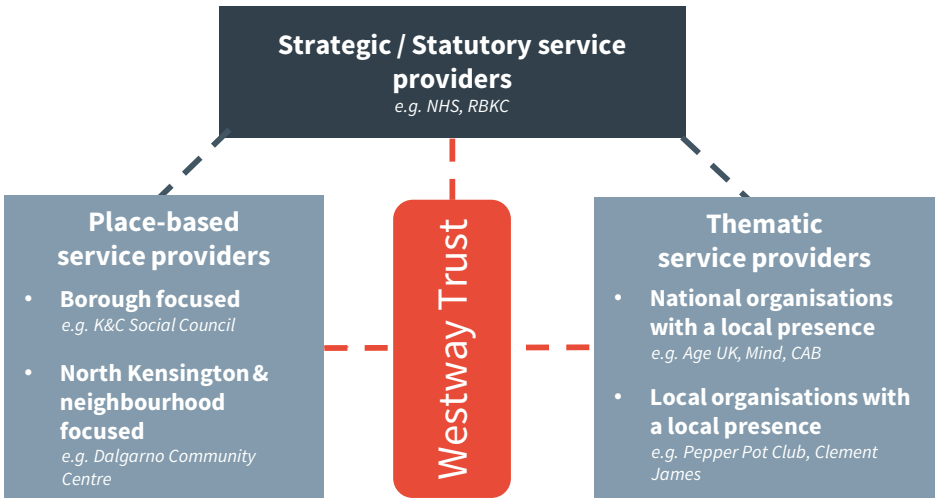 Strategic / Statutory service
providers
e.g. NHS, RBKC
Place-based
service providers
• Borough focused
e.g. K&C Social Council
• North Kensington &
neighbourhood
focused
e.g. Dalgarno Community
Centre
Westway Trust
Thematic
service providers
• National organisations
with a local presence
e.g. Age UK, Mind, CAB
• Local organisations with
a local presence
e.g. Pepper Pot Club, Clement
James